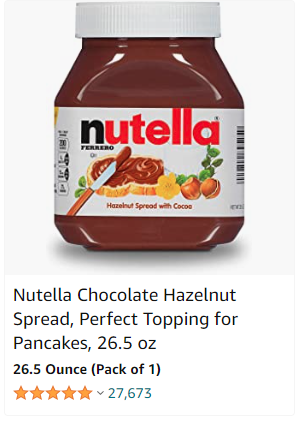 nutella
FERRERO
Hazelnut Spread with Cocoa
Nutella Chocolate Hazelnut
Spread, Perfect Topping for
Pancakes, 26.5 oz
26.5 Ounce (Pack of 1)
27,673